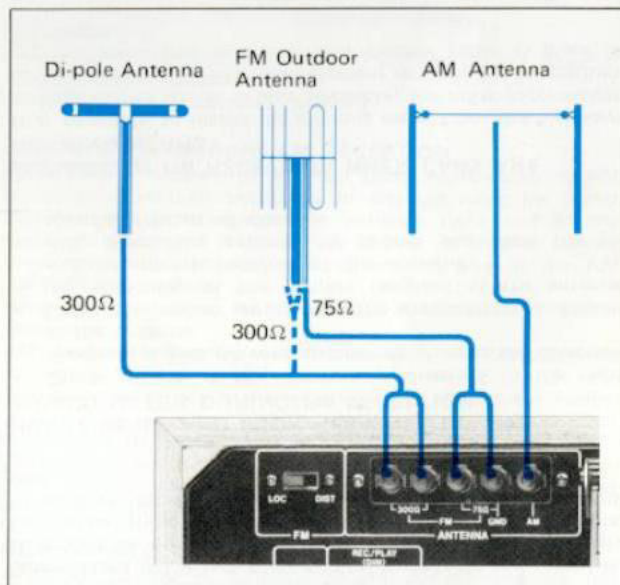 Di-pole Antenna
FM Outdoor
Antenna
AM Antenna
300Ω
300Ω
75Ω
LOC
DIST
FM
300Ω
75Ω
GND
AM
FM
ANTENNA
REC/PLAY
(DIN)